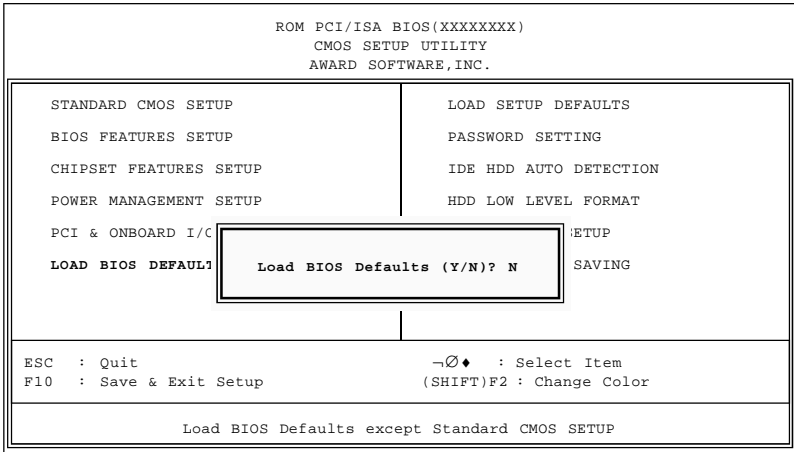 ROM PCI/ISA BIOS(XXXXXXXX)
CMOS SETUP UTILITY
AWARD SOFTWARE,INC.
STANDARD CMOS SETUP
BIOS FEATURES SETUP
CHIPSET FEATURES SETUP
POWER MANAGEMENT SETUP
PCI & ONBOARD I/O
LOAD BIOS DEFAULT
LOAD SETUP DEFAULTS
PASSWORD SETTING
IDE HDD AUTO DETECTION
HDD LOW LEVEL FORMAT
SETUP
SAVING
Load BIOS Defaults (Y/N)? N
ESC : Quit
F10 : Save & Exit Setup
¬Ø♦ : Select Item
(SHIFT)F2 : Change Color
Load BIOS Defaults except Standard CMOS SETUP